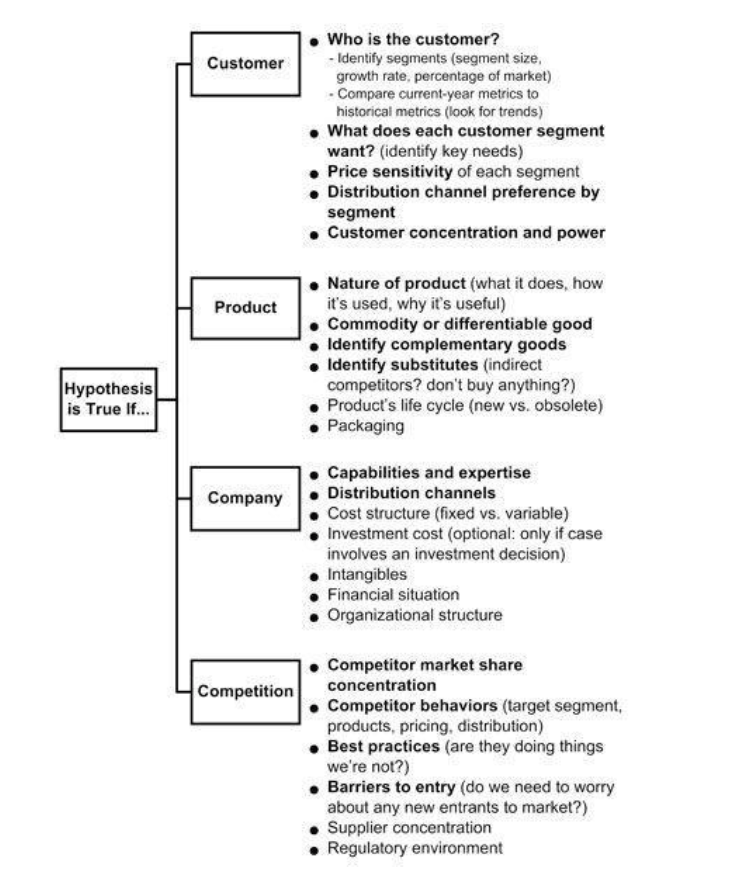 Customer
● Who is the customer?
- Identify segments (segment size,
growth rate, percentage of market)
- Compare current-year metrics to
historical metrics (look for trends)
● What does each customer segment
want? (identify key needs)
● Price sensitivity of each segment
● Distribution channel preference by
segment
● Customer concentration and power
Product
● Nature of product (what it does, how
it's used, why it's useful)
● Commodity or differentiable good
● Identify complementary goods
● Identify substitutes (indirect
competitors? don't buy anything?)
● Product's life cycle (new vs. obsolete)
● Packaging
Hypothesis
is True If...
Company
● Capabilities and expertise
● Distribution channels
● Cost structure (fixed vs. variable)
● Investment cost (optional: only if case
involves an investment decision)
● Intangibles
● Financial situation
● Organizational structure
Competition
● Competitor market share
concentration
● Competitor behaviors (target segment,
products, pricing, distribution)
● Best practices (are they doing things
we're not?)
● Barriers to entry (do we need to worry
about any new entrants to market?)
● Supplier concentration
● Regulatory environment